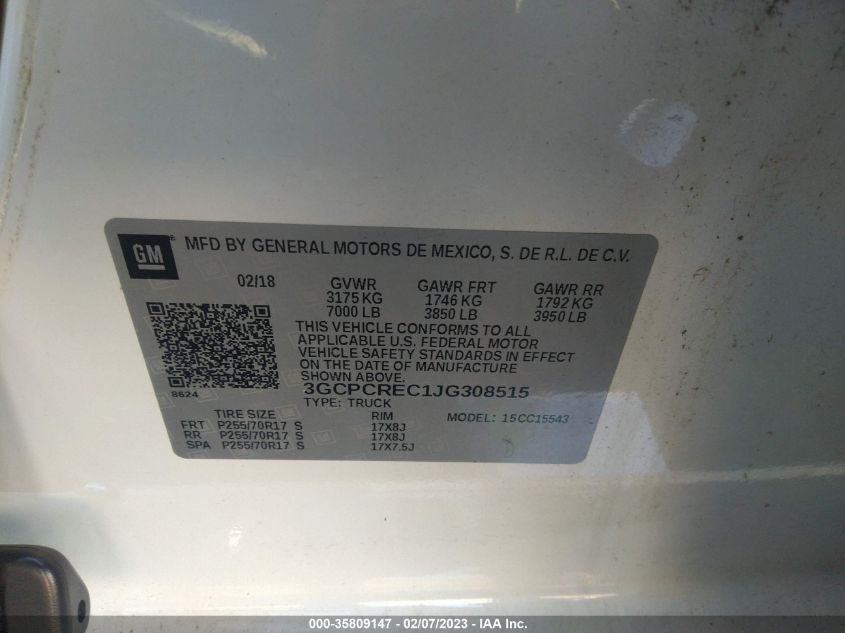 GM ®
MFD BY GENERAL MOTORS DE MEXICO, S. DE R.L. DE C.V.
02/18 GVWR GAWR FRT GAWR RR
3175 KG 1746 KG 1792 KG
7000 LB 3850 LB 3950 LB
THIS VEHICLE CONFORMS TO ALL
APPLICABLE U.S. FEDERAL MOTOR
VEHICLE SAFETY STANDARDS IN EFFECT
ON THE DATE OF MANUFACTURE
SHOWN ABOVE.
8624
3GCPCREC1JG308515
TYPE: TRUCK
TIRE SIZE RIM MODEL: 15CC15543
FRT P255/70R17 S 17X8J
RR P255/70R17 S 17X8J
SPA P255/70R17 S 17X7.5J
000-35809147 - 02/07/2023 - IAA Inc.